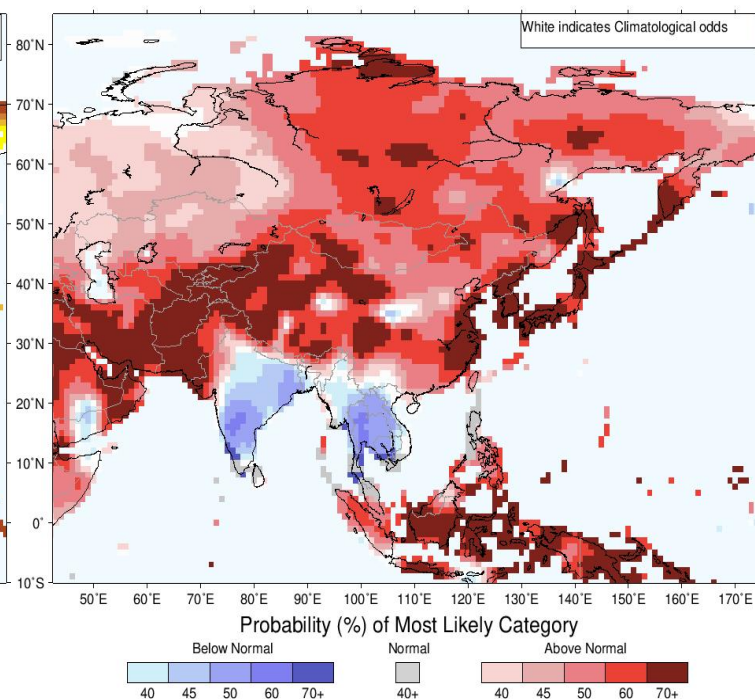 White indicates Climatological odds
80°N
70°N
60°N
50°N
40°N
30°N
20°N
10°N
0°
10°S
50°E 60°E 70°E 80°E 90°E 100°E 110°E 120°E 130°E 140°E 150°E 160°E 170°E
Probability (%) of Most Likely Category
Below Normal Normal Above Normal
40 45 50 60 70+ 40+ 40 45 50 60 70+